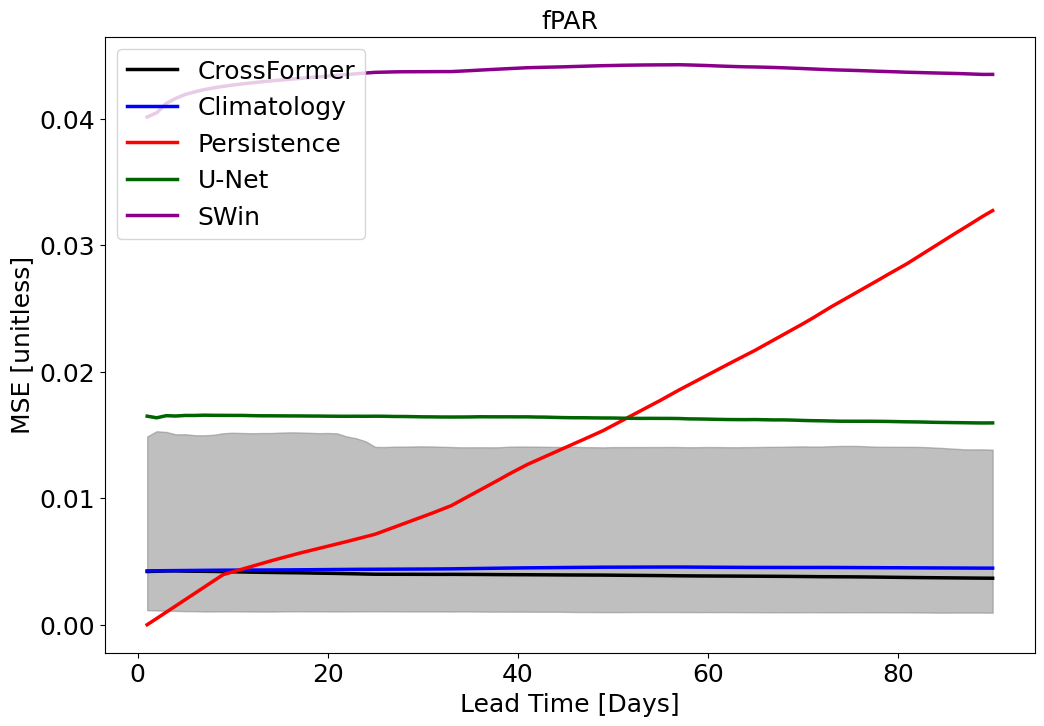 fPAR
CrossFormer
Climatology
Persistence
U-Net
SWin
MSE [unitless]
0.04
0.03
0.02
0.01
0.00
0 20 40 60 80
Lead Time [Days]